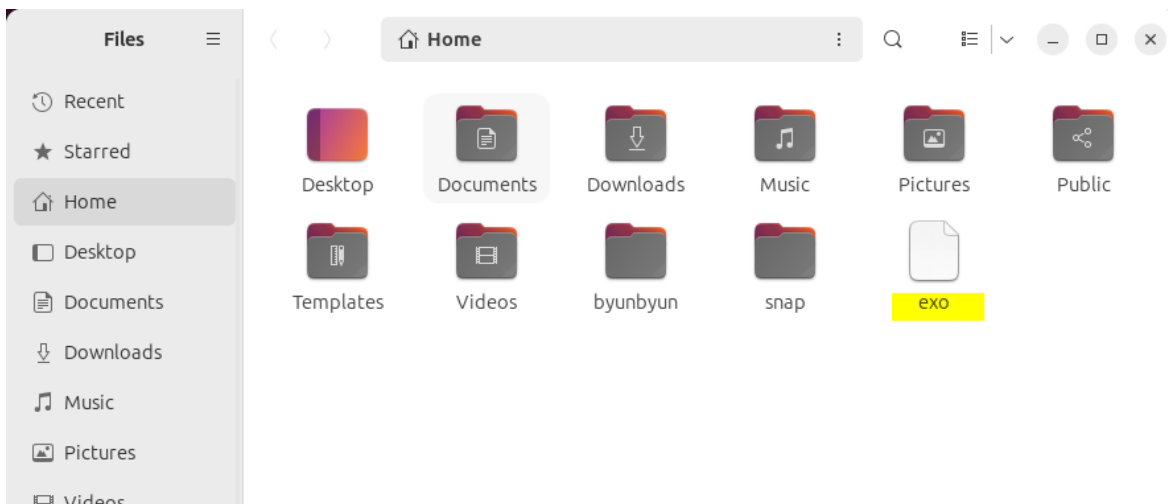 Files
Home
Recent
Starred
Home
Desktop
Documents
Downloads
Music
Pictures
Videos
Desktop
Documents
Downloads
Music
Pictures
Public
Templates
Videos
byunbyun
snap
exo